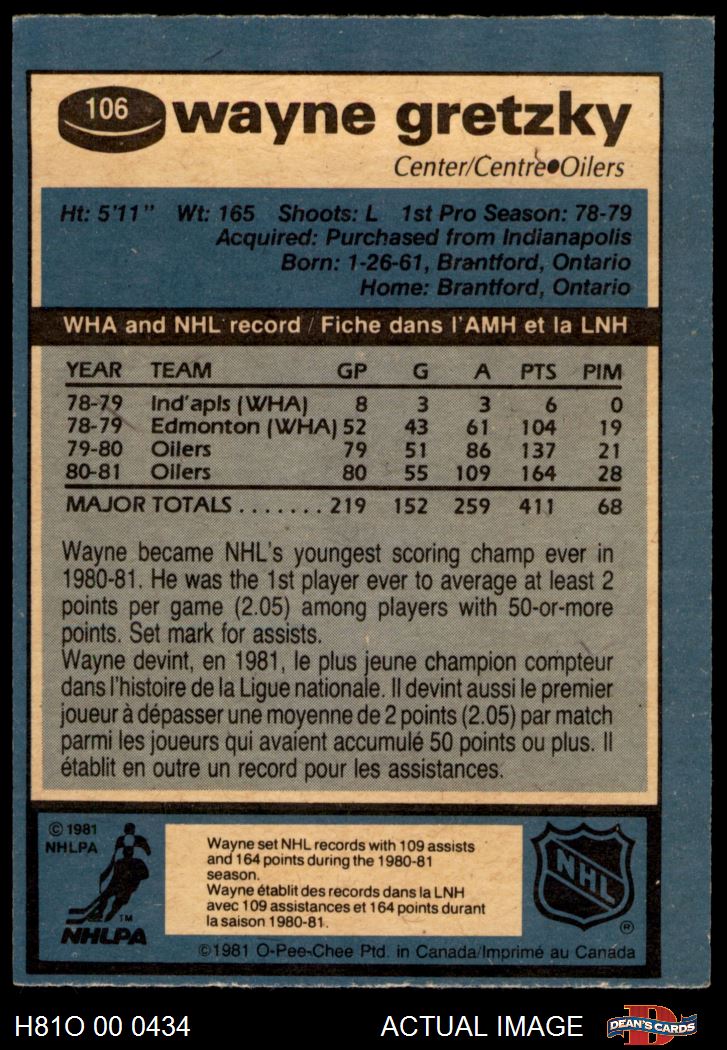 106
wayne gretzky
Center/Centre●Oilers
Ht: 5'11" Wt: 165 Shoots: L 1st Pro Season: 78-79
Acquired: Purchased from Indianapolis
Born: 1-26-61, Brantford, Ontario
Home: Brantford, Ontario
WHA and NHL record / Fiche dans l'AMH et la LNH
YEAR TEAM GP G A PTS PIM
78-79 Ind'apls (WHA) 8 3 3 6 0
78-79 Edmonton (WHA) 52 43 61 104 19
79-80 Oilers 79 51 86 137 21
80-81 Oilers 80 55 109 164 28
MAJOR TOTALS ....... 219 152 259 411 68
Wayne became NHL's youngest scoring champ ever in
1980-81. He was the 1st player ever to average at least 2
points per game (2.05) among players with 50-or-more
points. Set mark for assists.
Wayne devint, en 1981, le plus jeune champion compteur
dans l'histoire de la Ligue nationale. Il devint aussi le premier
joueur à dépasser une moyenne de 2 points (2.05) par match
parmi les joueurs qui avaient accumulé 50 points ou plus. Il
établit en outre un record pour les assistances.
© 1981
NHLPA
TM
NHLPA
Wayne set NHL records with 109 assists
and 164 points during the 1980-81
season.
Wayne établit des records dans la LNH
avec 109 assistances et 164 points durant
la saison 1980-81.
NHL
®
©1981 O-Pee-Chee Ptd. in Canada/Imprimé au Canada
H81O 00 0434
ACTUAL IMAGE
D
DEAN'S CARDS